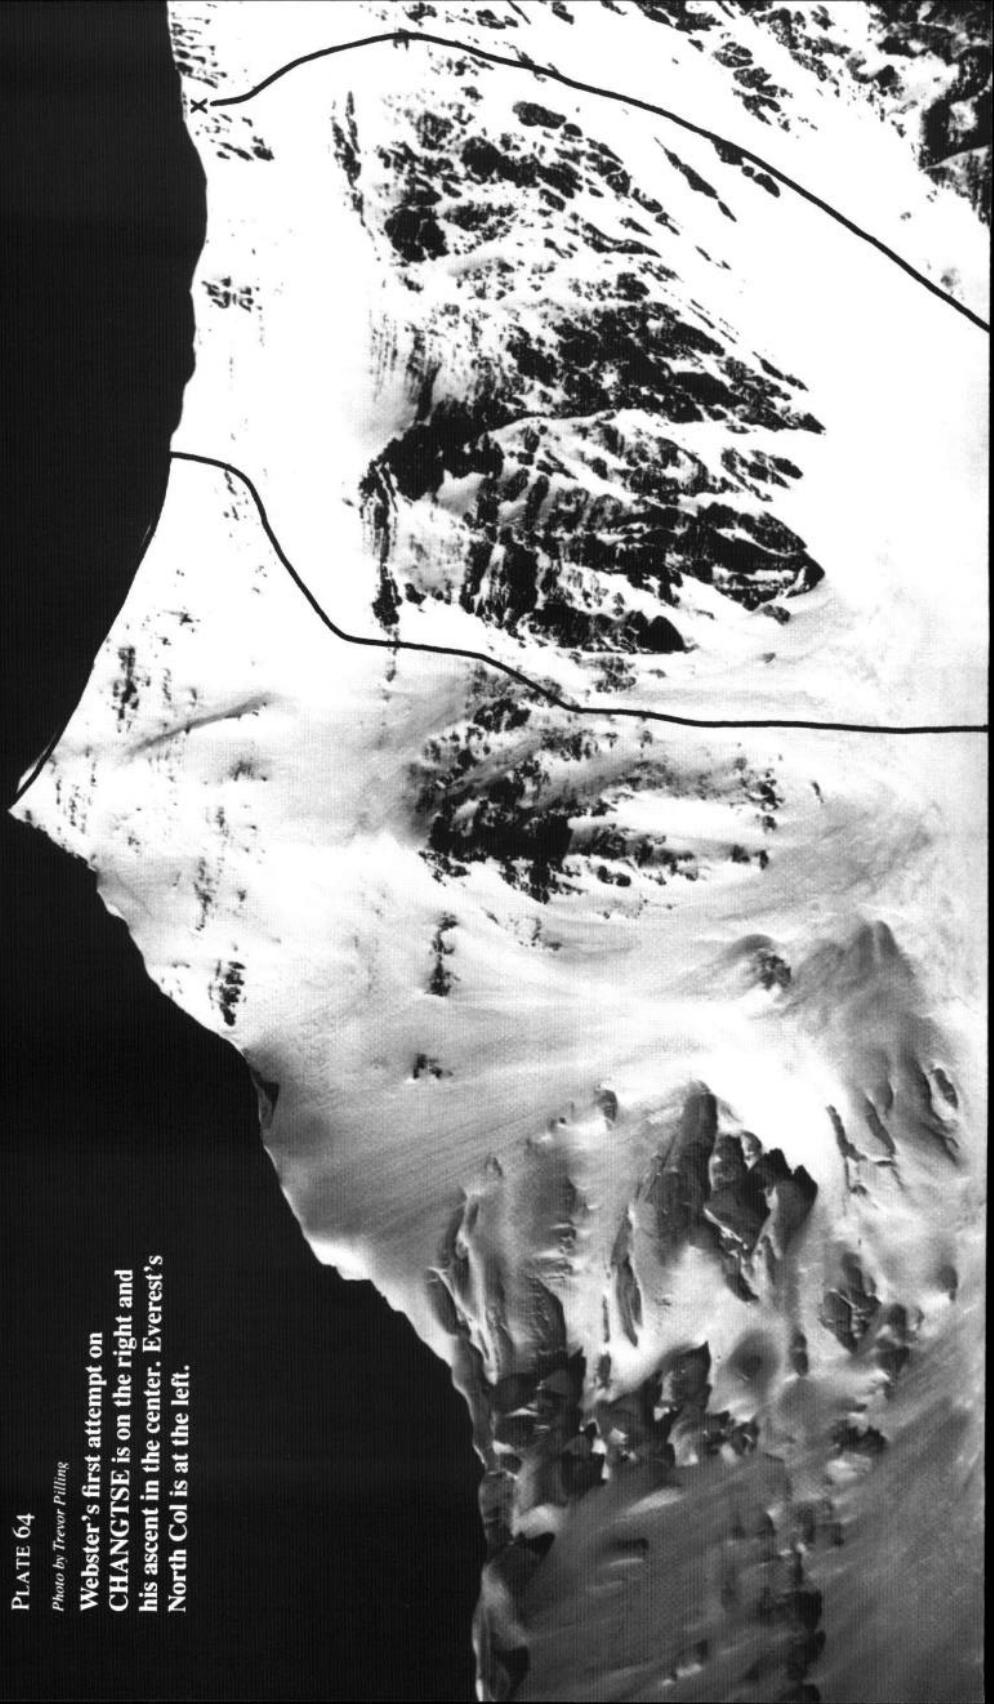 PLATE 64
Photo by Trevor Pilling
Webster's first attempt on
CHANGTSE is on the right and
his ascent in the center. Everest's
North Col is at the left.
X